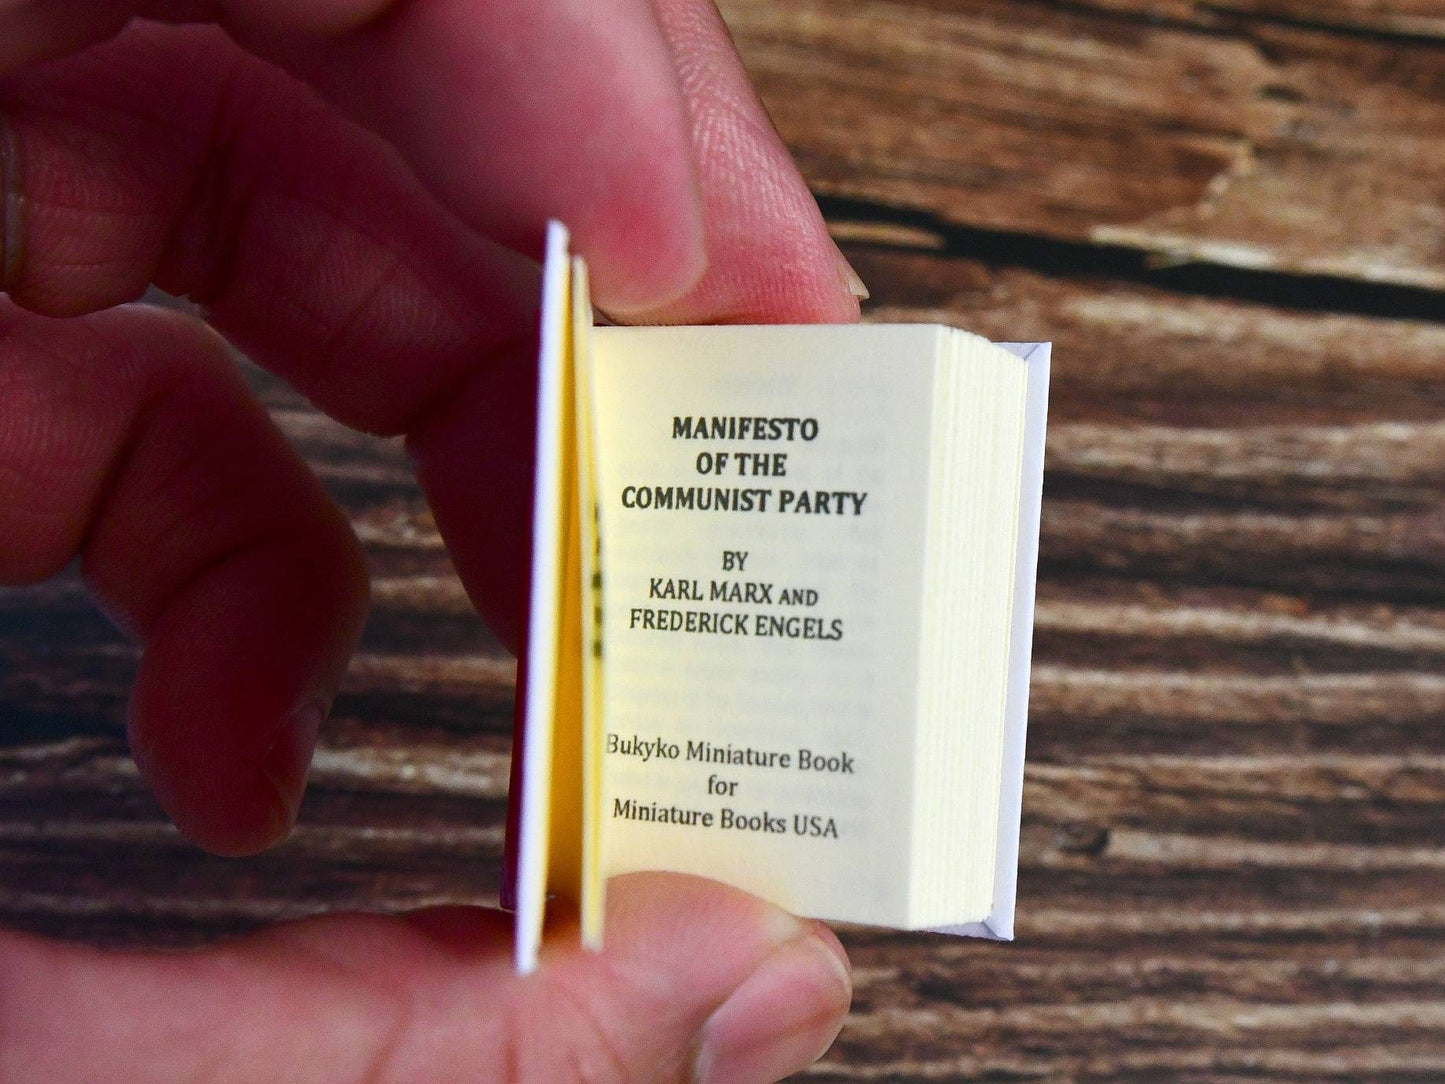 MANIFESTO
OF THE
COMMUNIST PARTY
BY
KARL MARX AND
FREDERICK ENGELS
Bukyko Miniature Book
for
Miniature Books USA